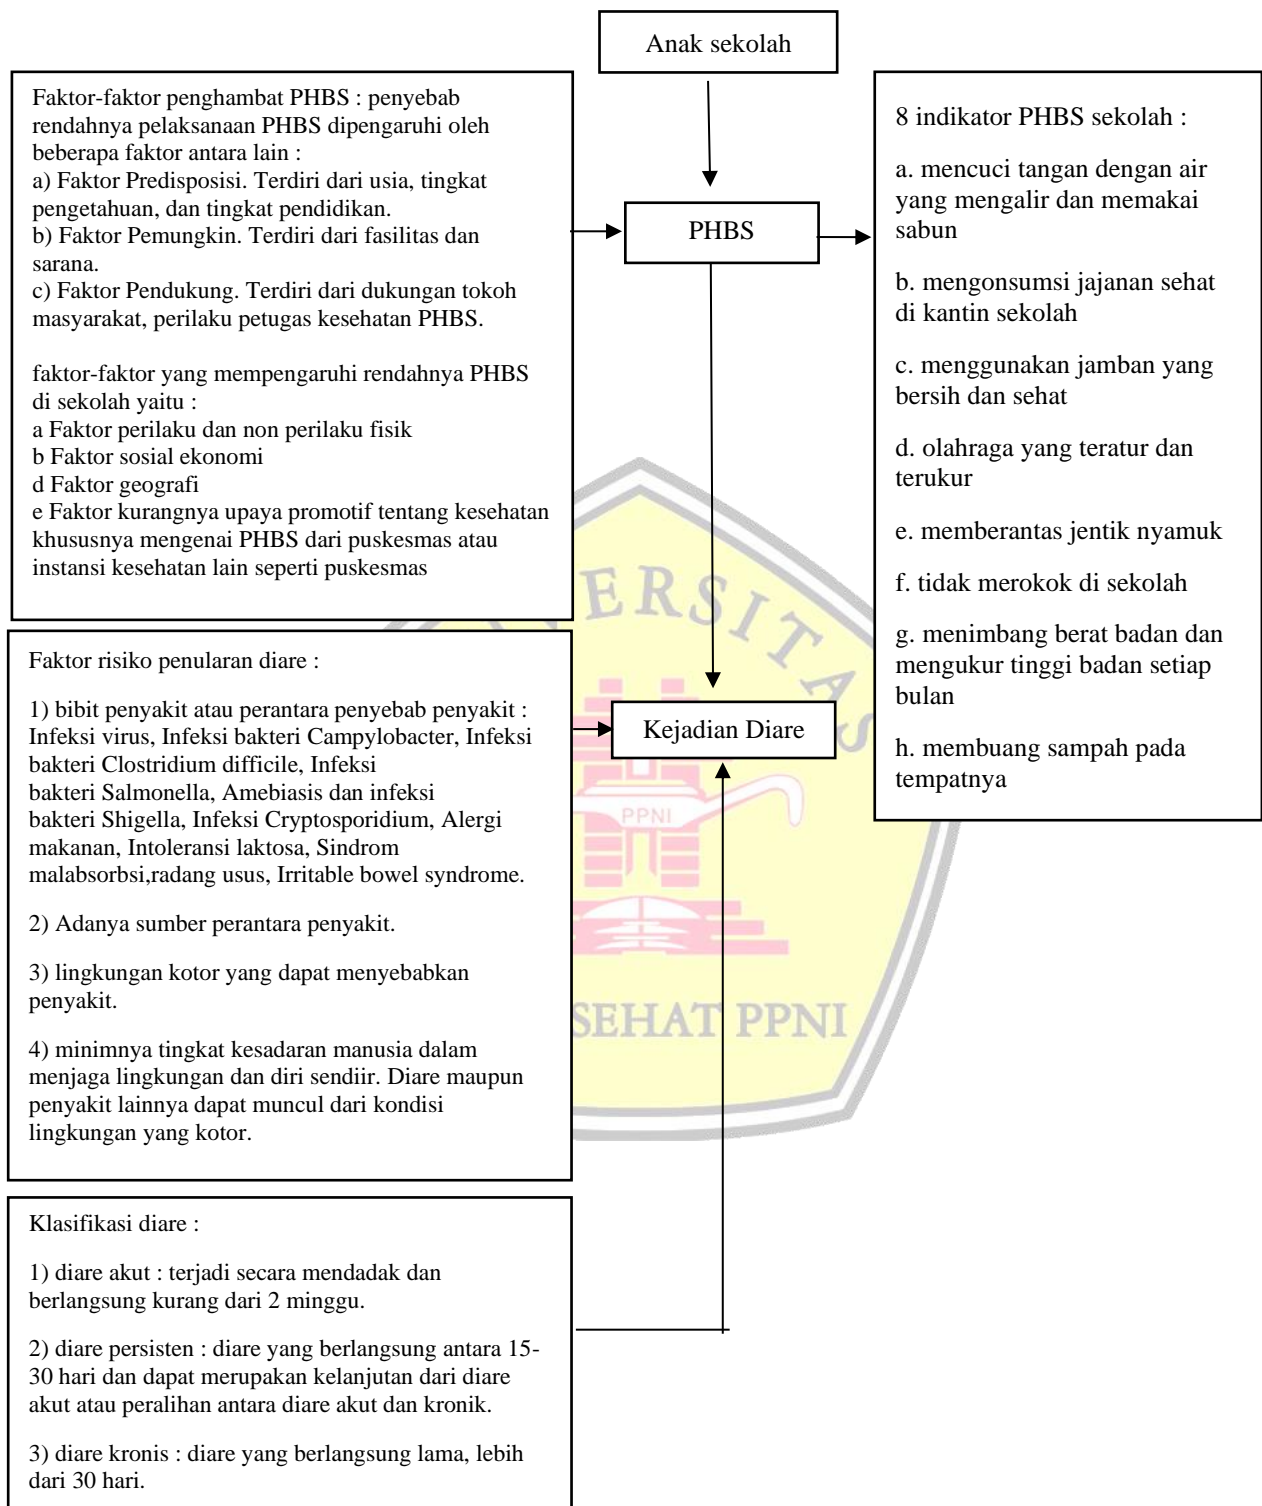 Anak sekolah
Faktor-faktor penghambat PHBS : penyebab
rendahnya pelaksanaan PHBS dipengaruhi oleh
beberapa faktor antara lain :
a) Faktor Predisposisi. Terdiri dari usia, tingkat
pengetahuan, dan tingkat pendidikan.
b) Faktor Pemungkin. Terdiri dari fasilitas dan
sarana.
c) Faktor Pendukung. Terdiri dari dukungan tokoh
masyarakat, perilaku petugas kesehatan PHBS.
faktor-faktor yang mempengaruhi rendahnya PHBS
di sekolah yaitu :
a Faktor perilaku dan non perilaku fisik
b Faktor sosial ekonomi
d Faktor geografi
e Faktor kurangnya upaya promotif tentang kesehatan
khususnya mengenai PHBS dari puskesmas atau
instansi kesehatan lain seperti puskesmas
PHBS
8 indikator PHBS sekolah :
a. mencuci tangan dengan air
yang mengalir dan memakai
sabun
b. mengonsumsi jajanan sehat
di kantin sekolah
c. menggunakan jamban yang
bersih dan sehat
d. olahraga yang teratur dan
terukur
e. memberantas jentik nyamuk
f. tidak merokok di sekolah
g. menimbang berat badan dan
mengukur tinggi badan setiap
bulan
h. membuang sampah pada
tempatnya
Faktor risiko penularan diare :
1) bibit penyakit atau perantara penyebab penyakit :
Infeksi virus, Infeksi bakteri Campylobacter, Infeksi
bakteri Clostridium difficile, Infeksi
bakteri Salmonella, Amebiasis dan infeksi
bakteri Shigella, Infeksi Cryptosporidium, Alergi
makanan, Intoleransi laktosa, Sindrom
malabsorbsi,radang usus, Irritable bowel syndrome.
2) Adanya sumber perantara penyakit.
3) lingkungan kotor yang dapat menyebabkan
penyakit.
4) minimnya tingkat kesadaran manusia dalam
menjaga lingkungan dan diri sendiir. Diare maupun
penyakit lainnya dapat muncul dari kondisi
lingkungan yang kotor.
Kejadian Diare
Klasifikasi diare :
1) diare akut : terjadi secara mendadak dan
berlangsung kurang dari 2 minggu.
2) diare persisten : diare yang berlangsung antara 15-
30 hari dan dapat merupakan kelanjutan dari diare
akut atau peralihan antara diare akut dan kronik.
3) diare kronis : diare yang berlangsung lama, lebih
dari 30 hari.
VERSITAS
PPNI
SEHAT PPNI